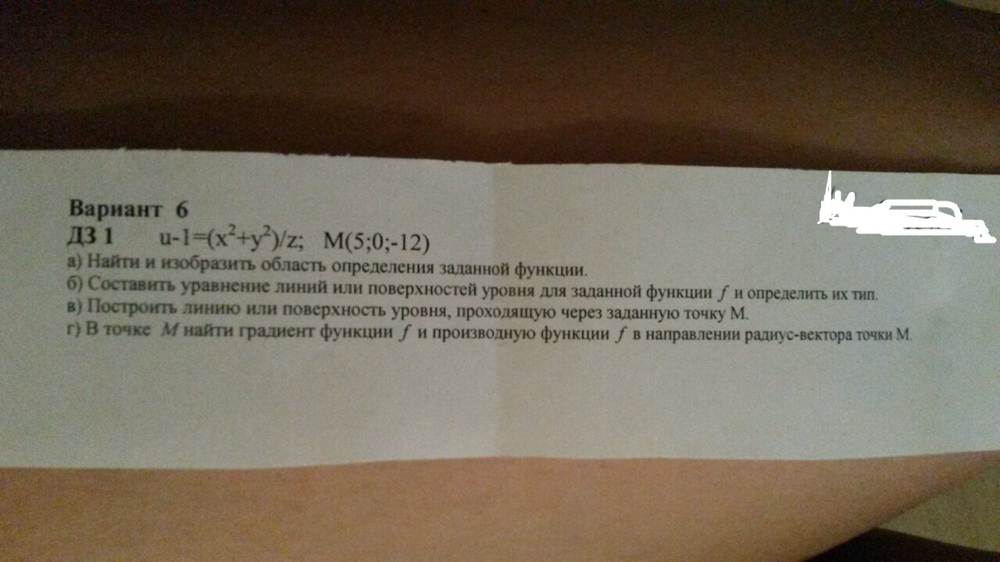 Вариант 6
ДЗ 1 u-1=(x²+y²)/z; M(5;0;-12)
а) Найти и изобразить область определения заданной функции.
б) Составить уравнение линий или поверхностей уровня для заданной функции f и определить их тип.
в) Построить линию или поверхность уровня, проходящую через заданную точку М.
г) В точке М найти градиент функции f и производную функции f в направлении радиус-вектора точки М.